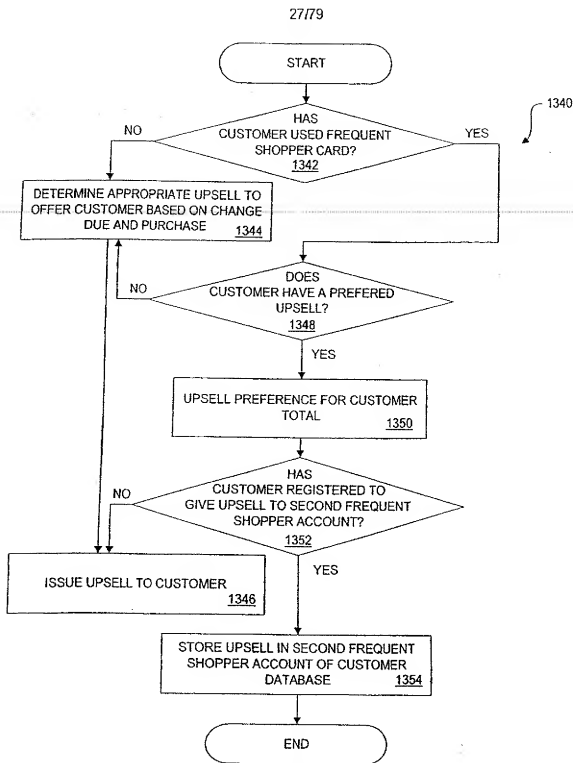 27/79
START
1340
HAS
CUSTOMER USED FREQUENT
SHOPPER CARD?
1342
NO
YES
DETERMINE APPROPRIATE UPSELL TO
OFFER CUSTOMER BASED ON CHANGE
DUE AND PURCHASE 1344
DOES
CUSTOMER HAVE A PREFERED
UPSELL?
1348
NO
YES
UPSELL PREFERENCE FOR CUSTOMER
TOTAL 1350
HAS
CUSTOMER REGISTERED TO
GIVE UPSELL TO SECOND FREQUENT
SHOPPER ACCOUNT?
1352
NO
YES
ISSUE UPSELL TO CUSTOMER
1346
STORE UPSELL IN SECOND FREQUENT
SHOPPER ACCOUNT OF CUSTOMER
DATABASE 1354
END